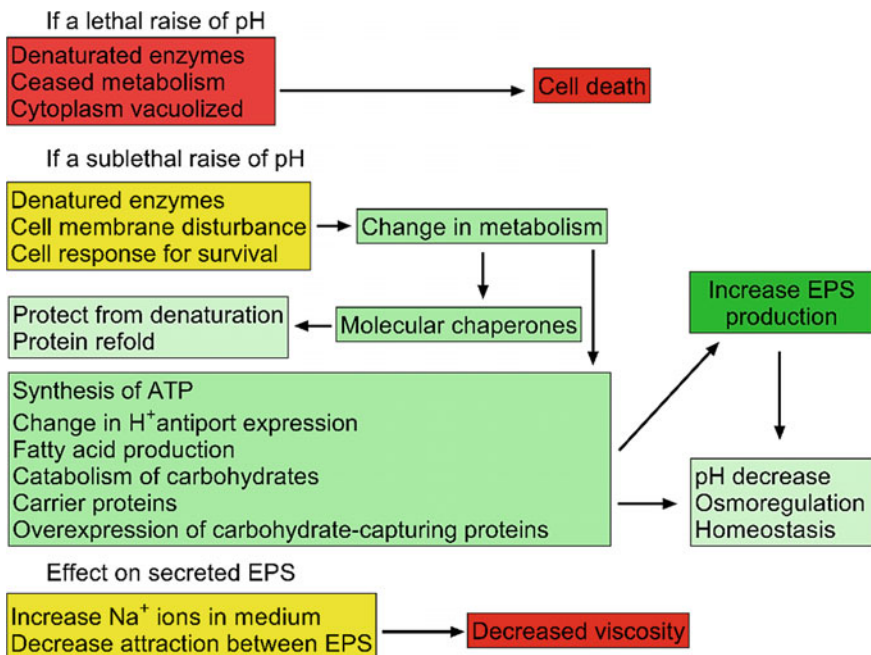 If a lethal raise of pH
Denaturated enzymes
Ceased metabolism
Cytoplasm vacuolized
Cell death
If a sublethal raise of pH
Denatured enzymes
Cell membrane disturbance
Cell response for survival
Change in metabolism
Protect from denaturation
Protein refold
Molecular chaperones
Increase EPS
production
Synthesis of ATP
Change in H⁺antiport expression
Fatty acid production
Catabolism of carbohydrates
Carrier proteins
Overexpression of carbohydrate-capturing proteins
pH decrease
Osmoregulation
Homeostasis
Effect on secreted EPS
Increase Na⁺ ions in medium
Decrease attraction between EPS
Decreased viscosity